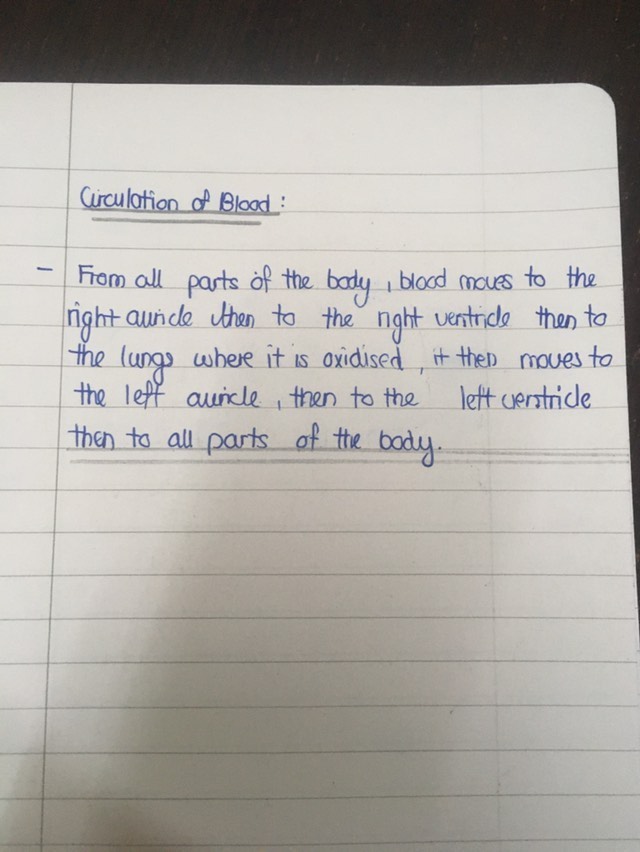 Circulation of Blood :
- From all parts of the body, blood moves to the
right auricle then to the right ventricle then to
the lungs where it is oxidised, it then moves to
the left auricle, then to the left ventricle
then to all parts of the body.